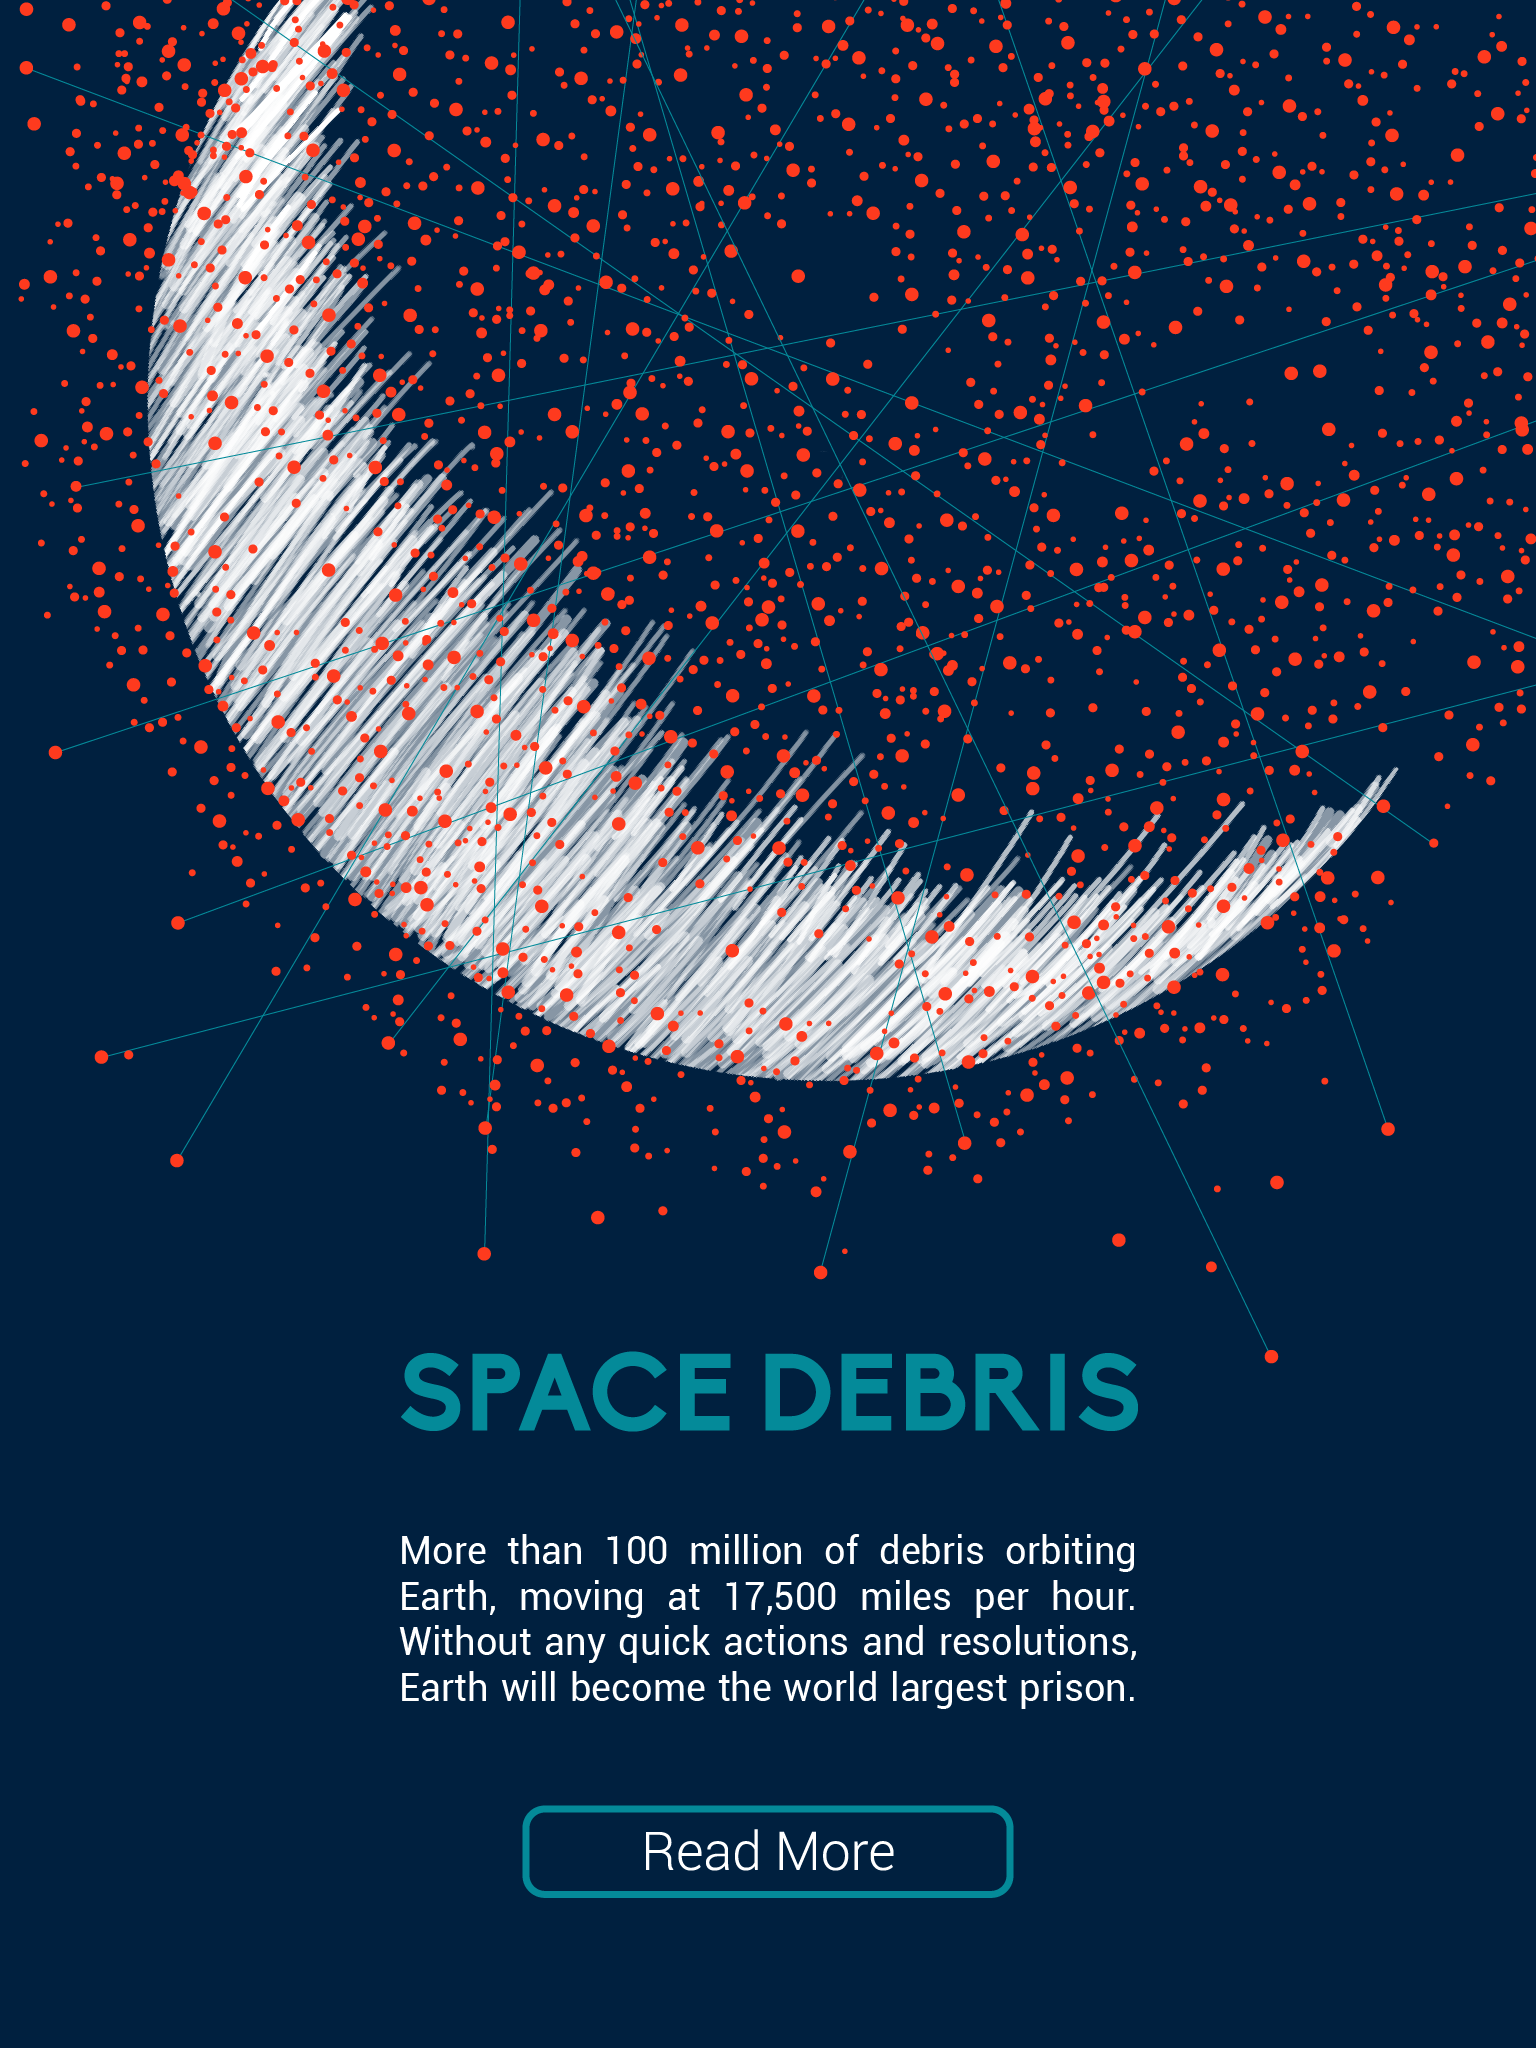 SPACE DEBRIS
More than 100 million of debris orbiting
Earth, moving at 17,500 miles per hour.
Without any quick actions and resolutions,
Earth will become the world largest prison.
Read More